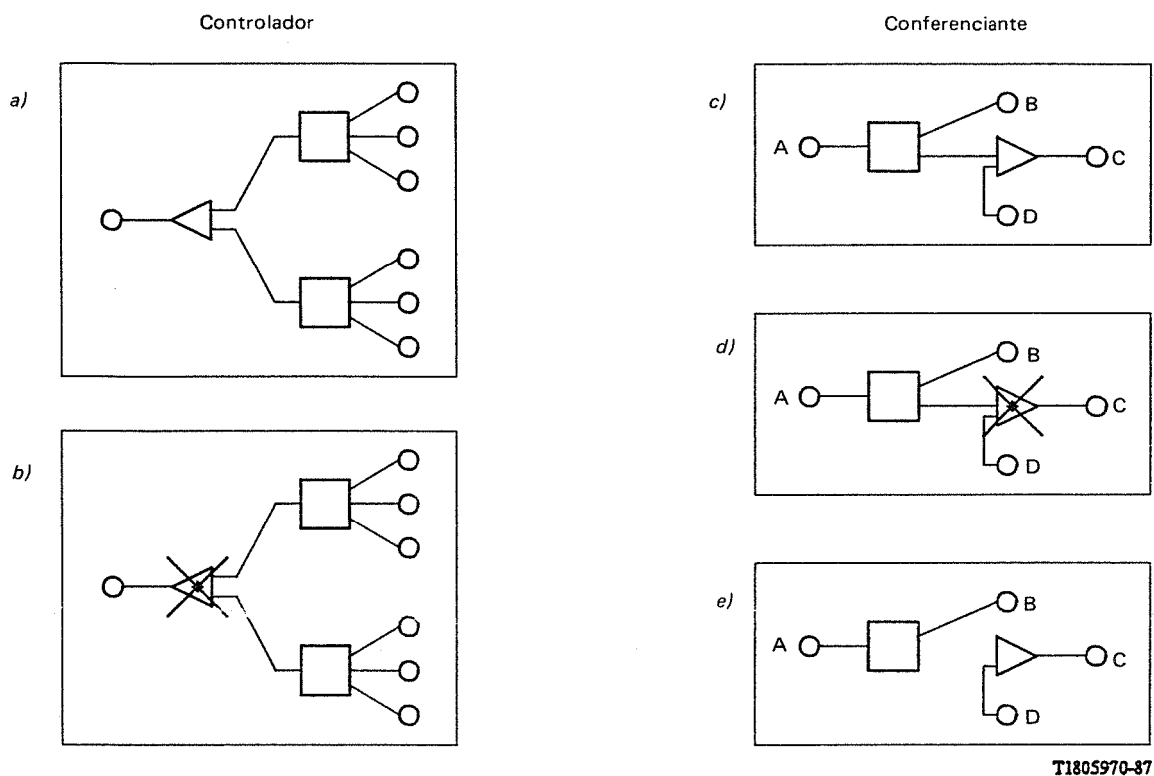 Controlador
a)
b)
Conferenciante
c)
A
B
C
D
d)
A
B
C
D
e)
A
B
C
D
T1805970-87